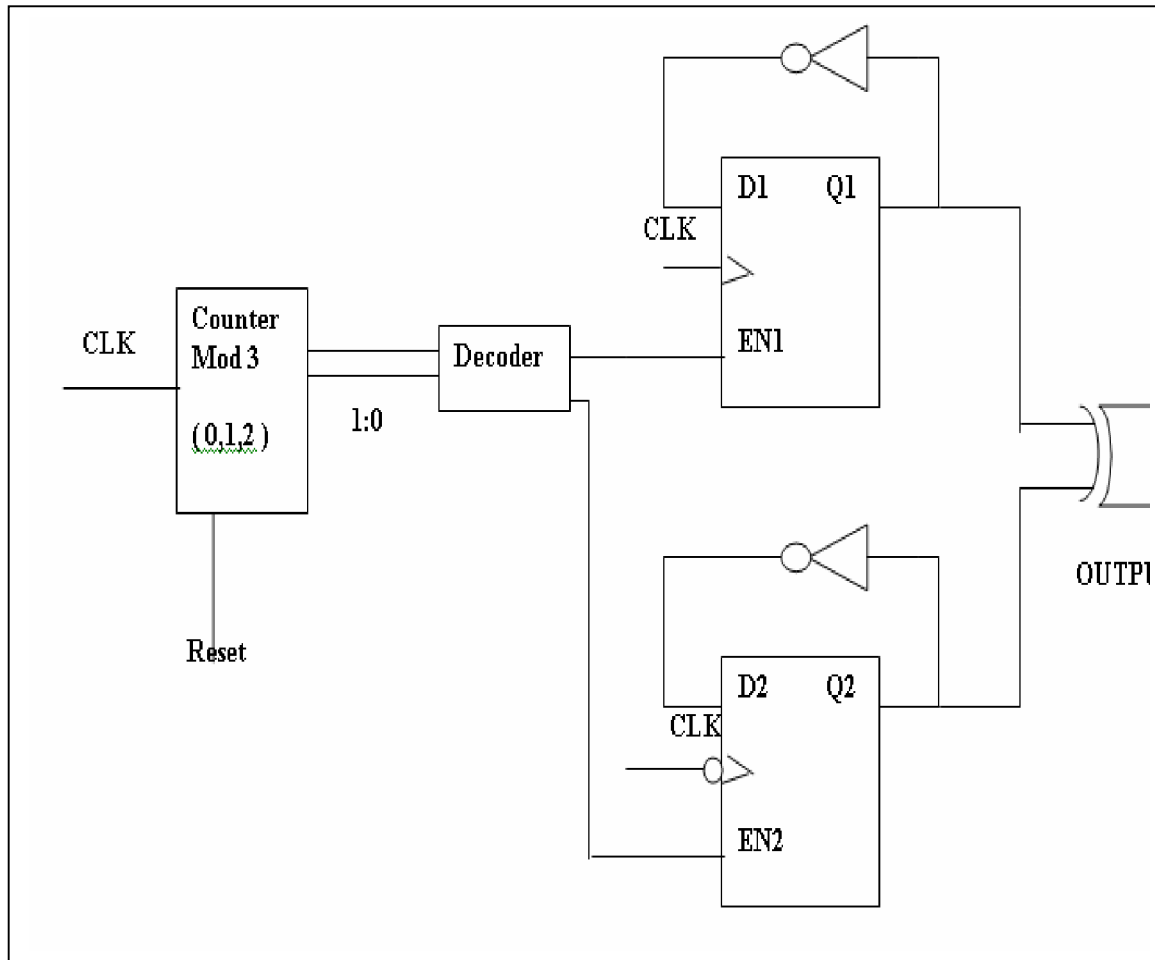 D1 Q1
CLK
EN1
CLK
Counter
Mod 3
(0,1,2 )
Decoder
1:0
Reset
OUTPU
D2 Q2
CLK
EN2